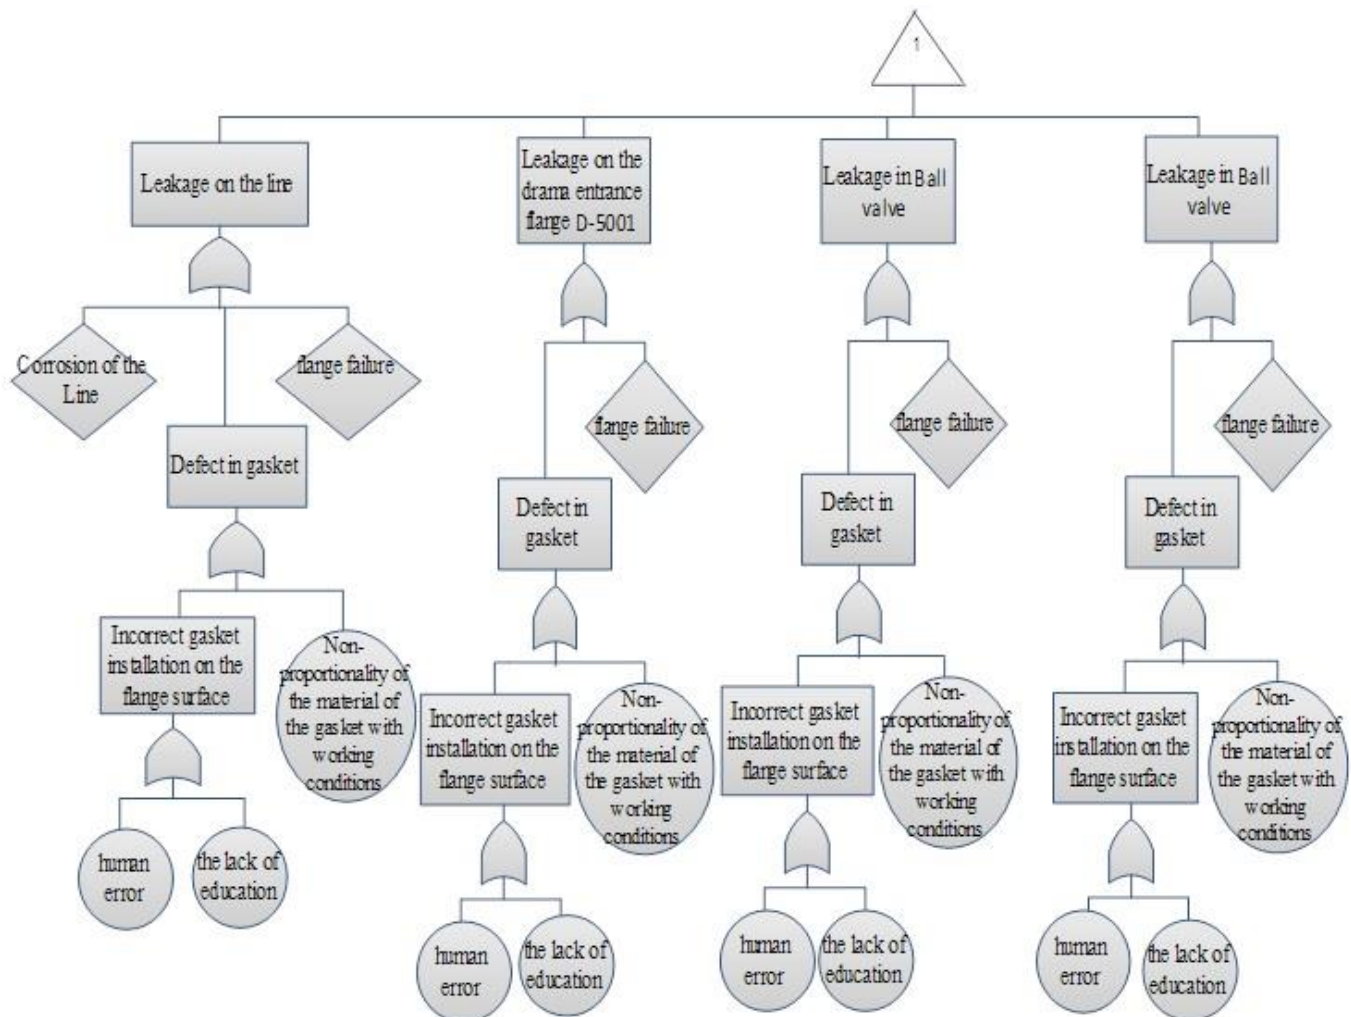 1
Leakage on the line
Leakage on the
drama entrance
flange D-5001
Leakage in Ball
valve
Leakage in Ball
valve
Corrosion of the
Line
flange failure
flange failure
flange failure
flange failure
Defect in gasket
Defect in
gasket
Defect in
gasket
Defect in
gasket
Incorrect gasket
installation on the
flange surface
Non-
proportionality of
the material of
the gasket with
working
conditions
Incorrect gasket
installation on the
flange surface
Non-
proportionality of
the material of
the gasket with
working
conditions
Incorrect gasket
installation on the
flange surface
Non-
proportionality of
the material of
the gasket with
working
conditions
Incorrect gasket
installation on the
flange surface
Non-
proportionality of
the material of
the gasket with
working
conditions
human
error
the lack of
education
human
error
the lack of
education
human
error
the lack of
education
human
error
the lack of
education